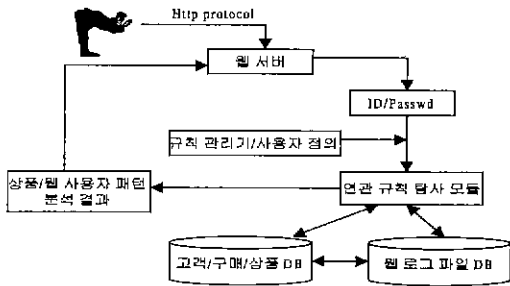 Http protocol
웹 서버
ID/Passwd
규칙 관리기/사용자 정의
상품/웹 사용자 패턴
분석 결과
연관 규칙 탐사 모듈
고객/구매/상품 DB
웹 로그 파일 DB